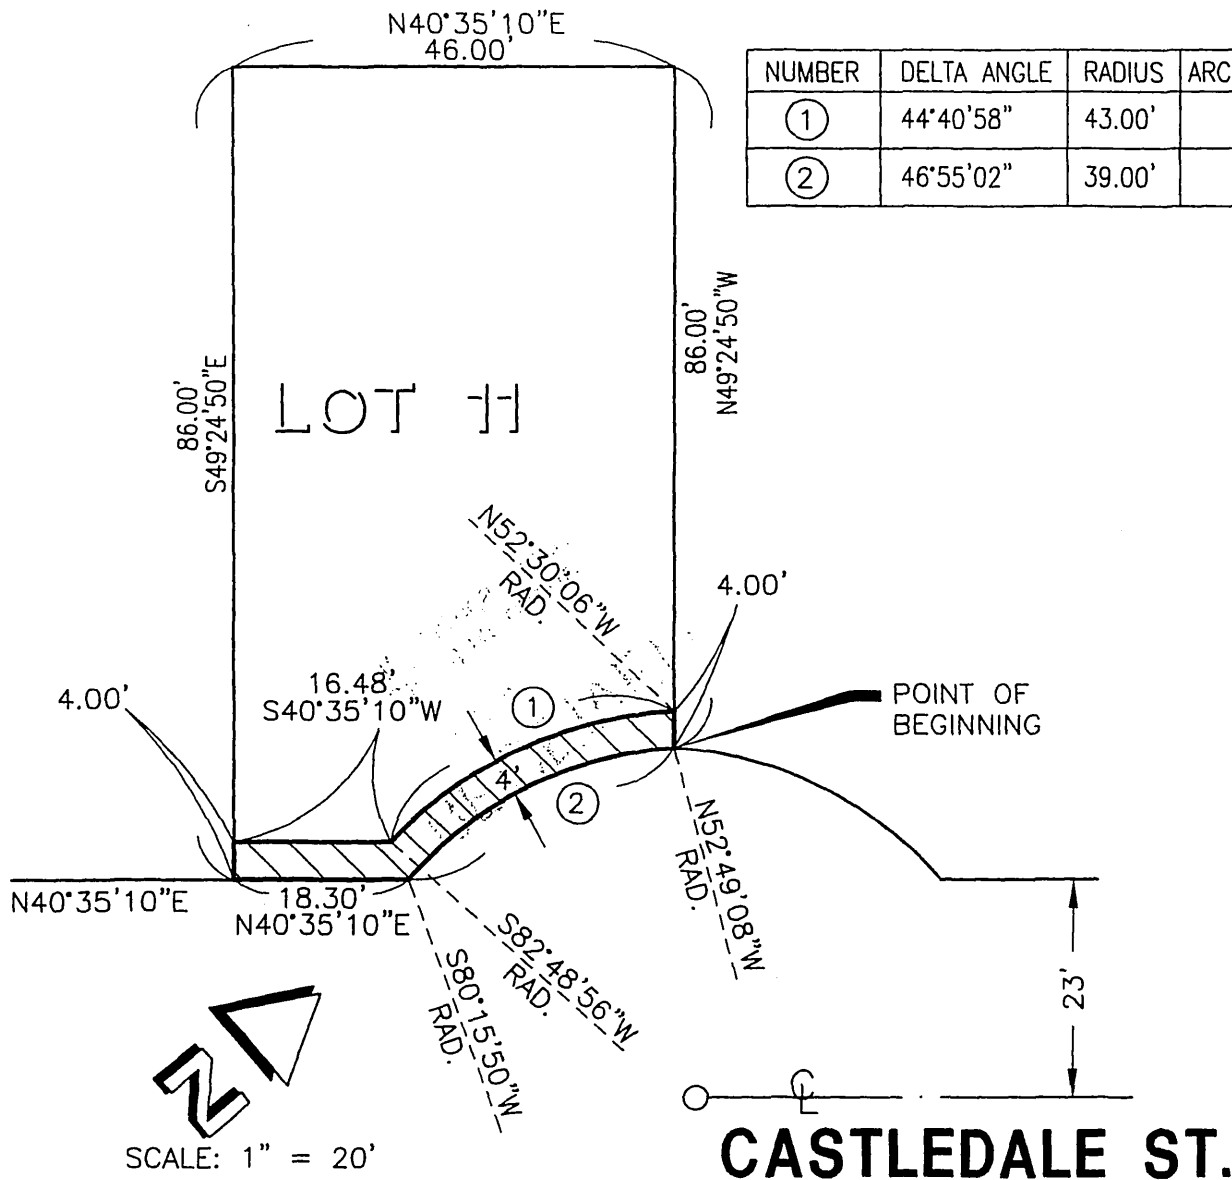 N40°35'10"E
46.00'
NUMBER DELTA ANGLE RADIUS ARC
1 44°40'58" 43.00'
2 46°55'02" 39.00'
86.00'
S49°24'50"E
86.00'
N49°24'50"W
LOT 11
N52°30'06"W
RAD.
4.00'
4.00'
16.48'
S40°35'10"W
1
POINT OF
BEGINNING
4'
2
N52°49'08"W
RAD.
N40°35'10"E
18.30'
N40°35'10"E
S82°48'56"W
RAD.
S80°15'50"W
RAD.
23'
N
CL
SCALE: 1" = 20'
CASTLEDALE ST.